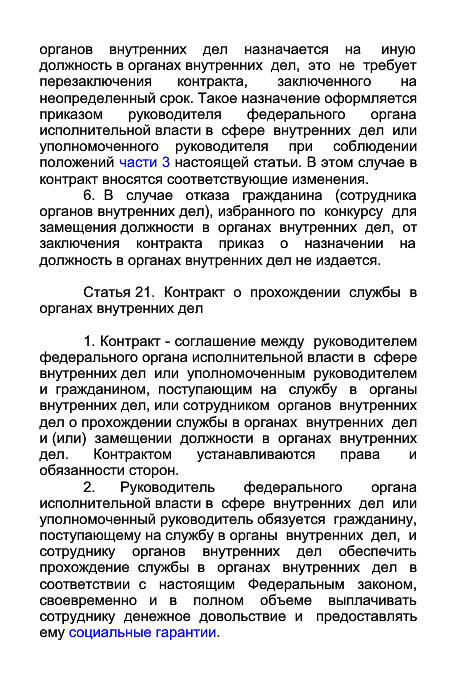 органов внутренних дел назначается на иную
должность в органах внутренних дел, это не требует
перезаключения контракта, заключенного на
неопределенный срок. Такое назначение оформляется
приказом руководителя федерального органа
исполнительной власти в сфере внутренних дел или
уполномоченного руководителя при соблюдении
положений части 3 настоящей статьи. В этом случае в
контракт вносятся соответствующие изменения.
6. В случае отказа гражданина (сотрудника
органов внутренних дел), избранного по конкурсу для
замещения должности в органах внутренних дел, от
заключения контракта приказ о назначении на
должность в органах внутренних дел не издается.
Статья 21. Контракт о прохождении службы в
органах внутренних дел
1. Контракт - соглашение между руководителем
федерального органа исполнительной власти в сфере
внутренних дел или уполномоченным руководителем
и гражданином, поступающим на службу в органы
внутренних дел, или сотрудником органов внутренних
дел о прохождении службы в органах внутренних дел
и (или) замещении должности в органах внутренних
дел. Контрактом устанавливаются права и
обязанности сторон.
2. Руководитель федерального органа
исполнительной власти в сфере внутренних дел или
уполномоченный руководитель обязуется гражданину,
поступающему на службу в органы внутренних дел, и
сотруднику органов внутренних дел обеспечить
прохождение службы в органах внутренних дел в
соответствии с настоящим Федеральным законом,
своевременно и в полном объеме выплачивать
сотруднику денежное довольствие и предоставлять
ему социальные гарантии.